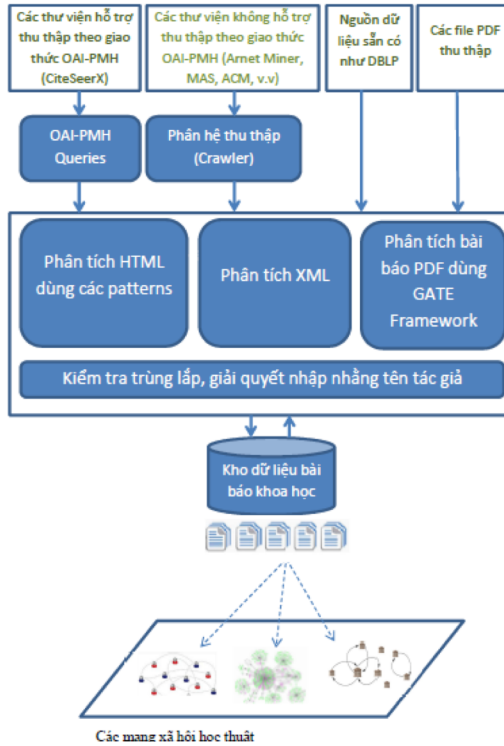 Các thư viện hỗ trợ
thu thập theo giao
thức OAI-PMH
(CiteSeerX)
Các thư viện không hỗ trợ
thu thập theo giao thức
OAI-PMH (Arnet Miner,
MAS, ACM, v.v)
Nguồn dữ
liệu sẵn có
như DBLP
Các file PDF
thu thập
OAI-PMH
Queries
Phân hệ thu thập
(Crawler)
Phân tích HTML
dùng các patterns
Phân tích XML
Phân tích bài
báo PDF dùng
GATE
Framework
Kiểm tra trùng lắp, giải quyết nhập nhằng tên tác giả
Kho dữ liệu bài
báo khoa học
Các mạng xã hội học thuật